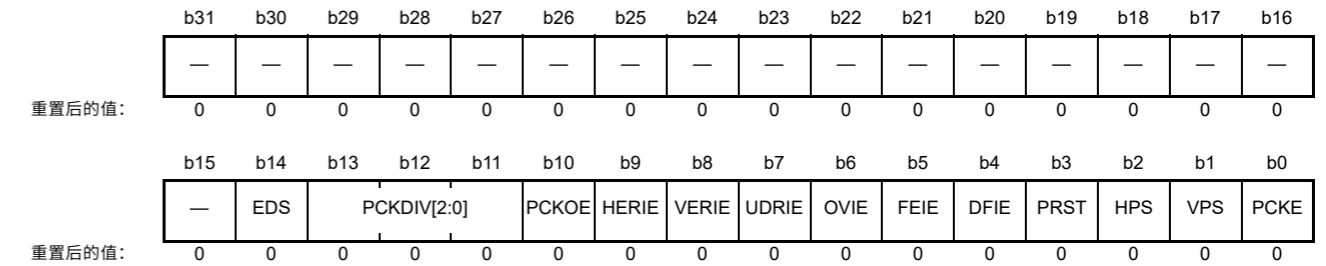 b31 b30 b29 b28 b27 b26 b25 b24 b23 b22 b21 b20 b19 b18 b17 b16
— — — — — — — — — — — — — — — —
重置后的值: 0 0 0 0 0 0 0 0 0 0 0 0 0 0 0 0
b15 b14 b13 b12 b11 b10 b9 b8 b7 b6 b5 b4 b3 b2 b1 b0
— EDS PCKDIV[2:0] PCKOE HERIE VERIE UDRIE OVIE FEIE DFIE PRST HPS VPS PCKE
重置后的值: 0 0 0 0 0 0 0 0 0 0 0 0 0 0 0 0